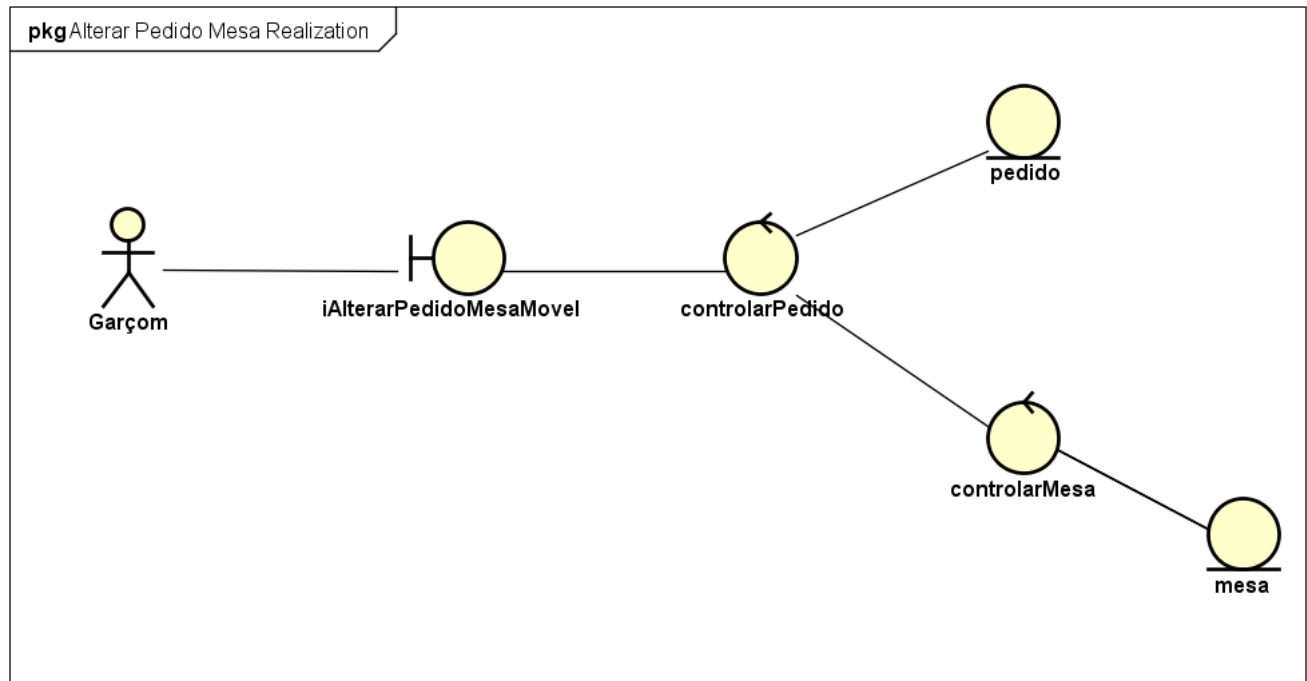 pkg Alterar Pedido Mesa Realization
pedido
Garçom
iAlterarPedidoMesaMovel
controlarPedido
controlarMesa
mesa